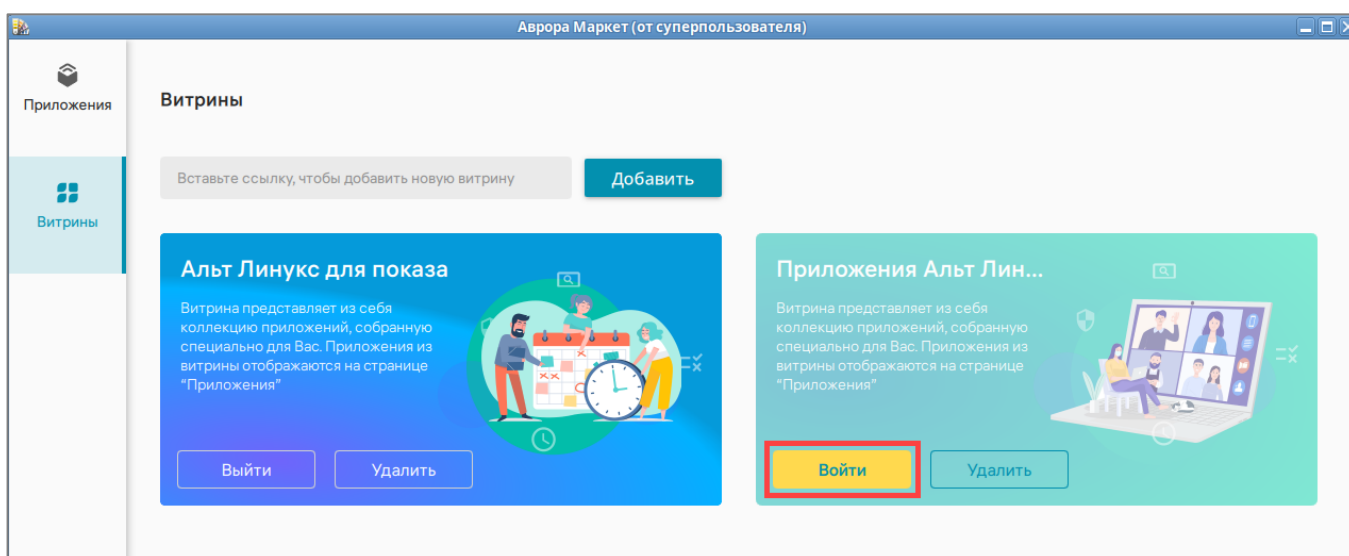 Аврора Маркет (от суперпользователя)
Приложения
Витрины
Витрины
Вставьте ссылку, чтобы добавить новую витрину
Добавить
Альт Линукс для показа
Витрина представляет из себя
коллекцию приложений, собранную
специально для Вас. Приложения из
витрины отображаются на странице
“Приложения”
Выйти
Удалить
Приложения Альт Лин...
Витрина представляет из себя
коллекцию приложений, собранную
специально для Вас. Приложения из
витрины отображаются на странице
“Приложения”
Войти
Удалить